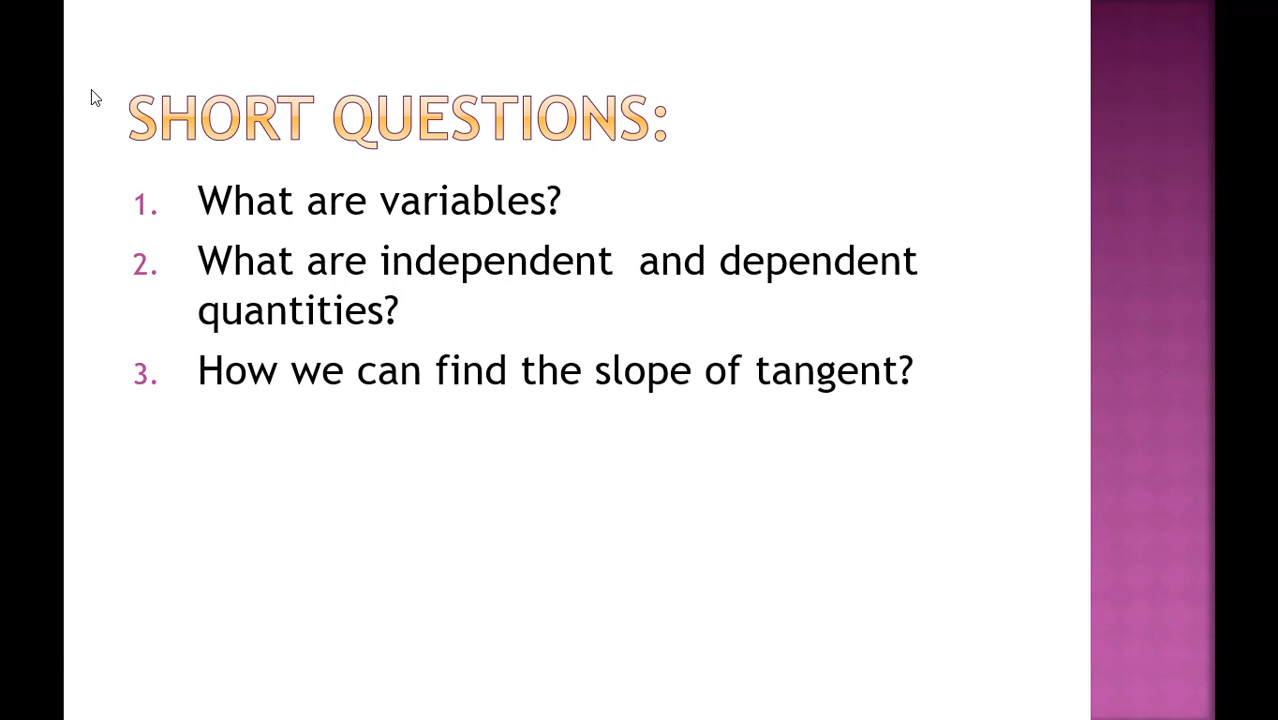 SHORT QUESTIONS:
1. What are variables?
2. What are independent  and dependent
quantities?
3. How we can find the slope of tangent?